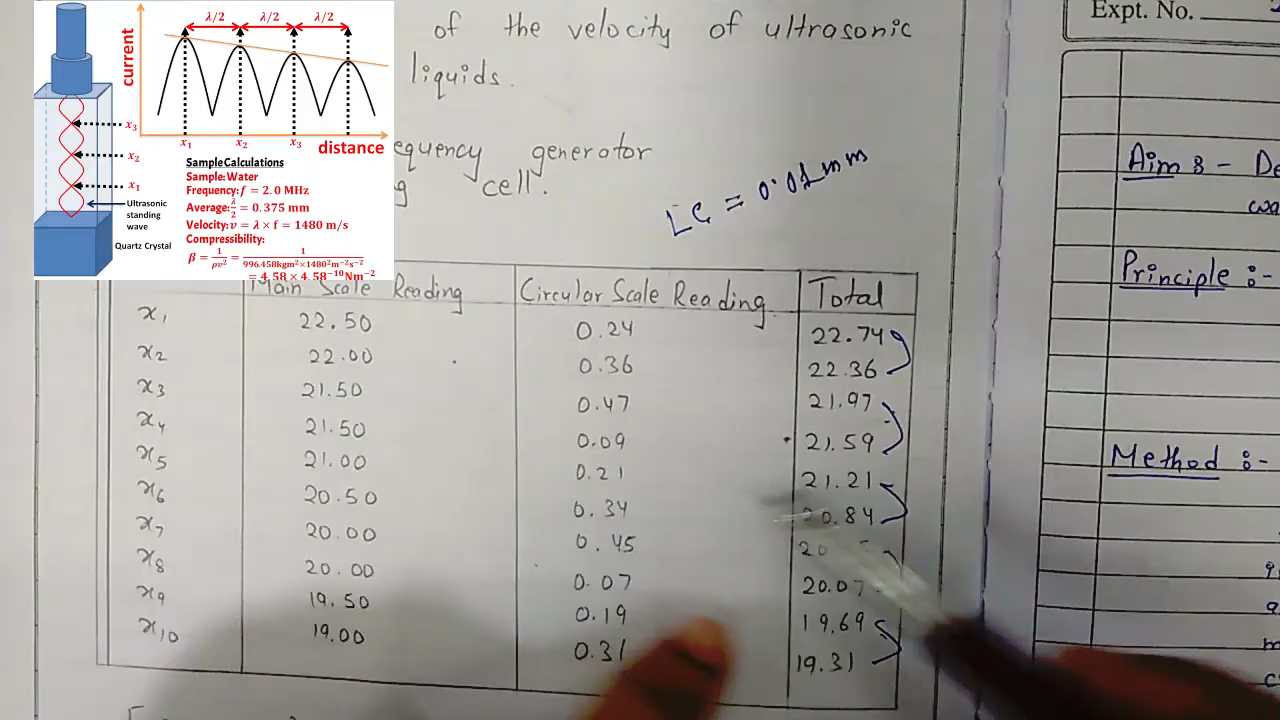 λ/2 λ/2 λ/2
current
x₁ x₂ x₃ distance
x₃
x₂
x₁
Ultrasonic
standing
wave
Quartz Crystal
Sample Calculations
Sample: Water
Frequency: f = 2.0 MHz
Average: λ/2 = 0.375 mm
Velocity: v = λ × f = 1480 m/s
Compressibility:
β = 1/ρv² = 1/996.458kgm²×1480²m⁻²s⁻²
= 4.58 × 4.58⁻¹⁰Nm⁻²
of the velocity of ultrasonic
liquids.
equency generator
cell.
LC = 0.01mm
Main Scale Reading Circular Scale Reading Total
x₁ 22.50 0.24 22.74
x₂ 22.00 0.36 22.36
x₃ 21.50 0.47 21.97
x₄ 21.50 0.09 21.59
x₅ 21.00 0.21 21.21
x₆ 20.50 0.34 20.84
x₇ 20.00 0.45
x₈ 20.00 0.07 20.07
x₉ 19.50 0.19 19.69
x₁₀ 19.00 0.31 19.31
Expt. No.
Aim :- De
wa
Principle :-
Method :-